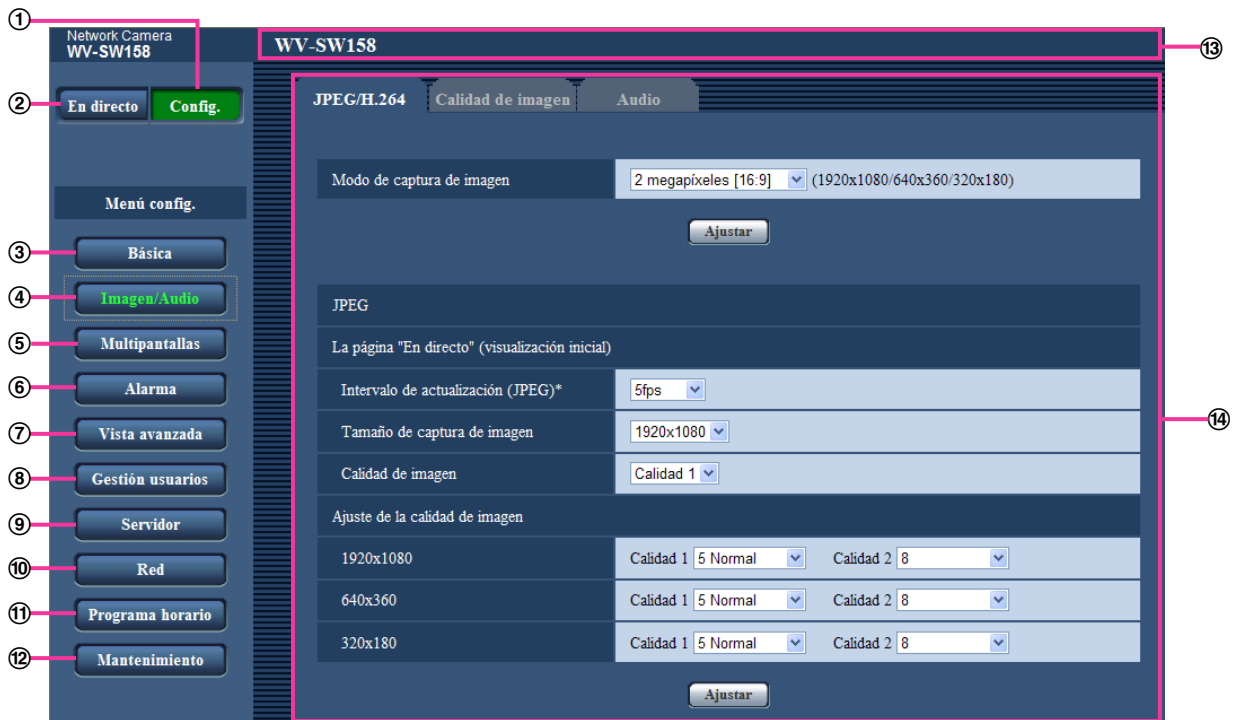 ①
Network Camera
WV-SW158
WV-SW158
⑬
② En directo Config.
JPEG/H.264 Calidad de imagen Audio
Modo de captura de imagen 2 megapíxeles [16:9] (1920x1080/640x360/320x180)
Ajustar
Menú config.
③ Básica
④ Imagen/Audio
⑤ Multipantallas
⑥ Alarma
⑦ Vista avanzada
⑧ Gestión usuarios
⑨ Servidor
⑩ Red
⑪ Programa horario
⑫ Mantenimiento
JPEG
La página "En directo" (visualización inicial)
Intervalo de actualización (JPEG)* 5fps
Tamaño de captura de imagen 1920x1080
⑭
Calidad de imagen Calidad 1
Ajuste de la calidad de imagen
1920x1080 Calidad 1 5 Normal Calidad 2 8
640x360 Calidad 1 5 Normal Calidad 2 8
320x180 Calidad 1 5 Normal Calidad 2 8
Ajustar